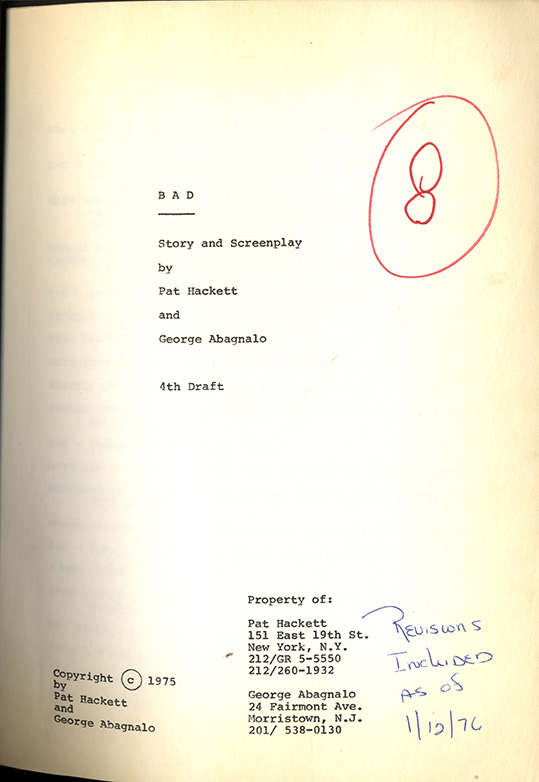 8
B A D
Story and Screenplay
by
Pat Hackett
and
George Abagnalo
4th Draft
Property of:
Pat Hackett
151 East 19th St.
New York, N.Y.
212/GR 5-5550
212/260-1932
George Abagnalo
24 Fairmont Ave.
Morristown, N.J.
201/ 538-0130
Revisions
Included
As of
1/12/76
Copyright © 1975
by
Pat Hackett
and
George Abagnalo